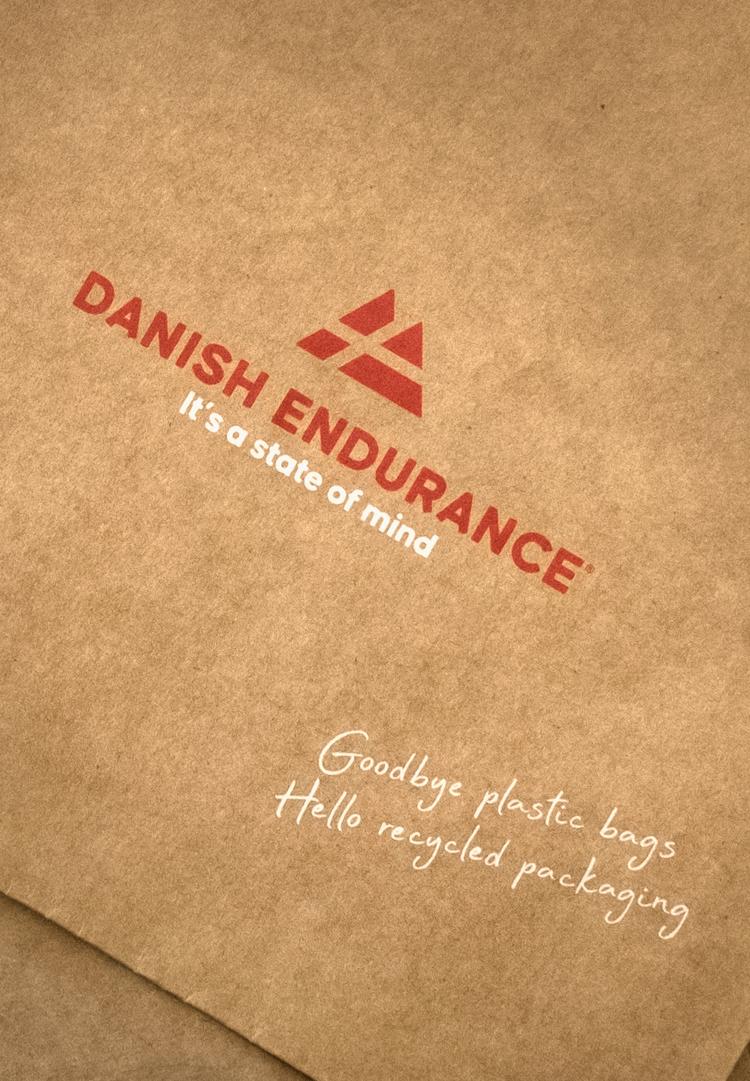 DANISH ENDURANCE®
It's a state of mind
Goodbye plastic bags
Hello recycled packaging